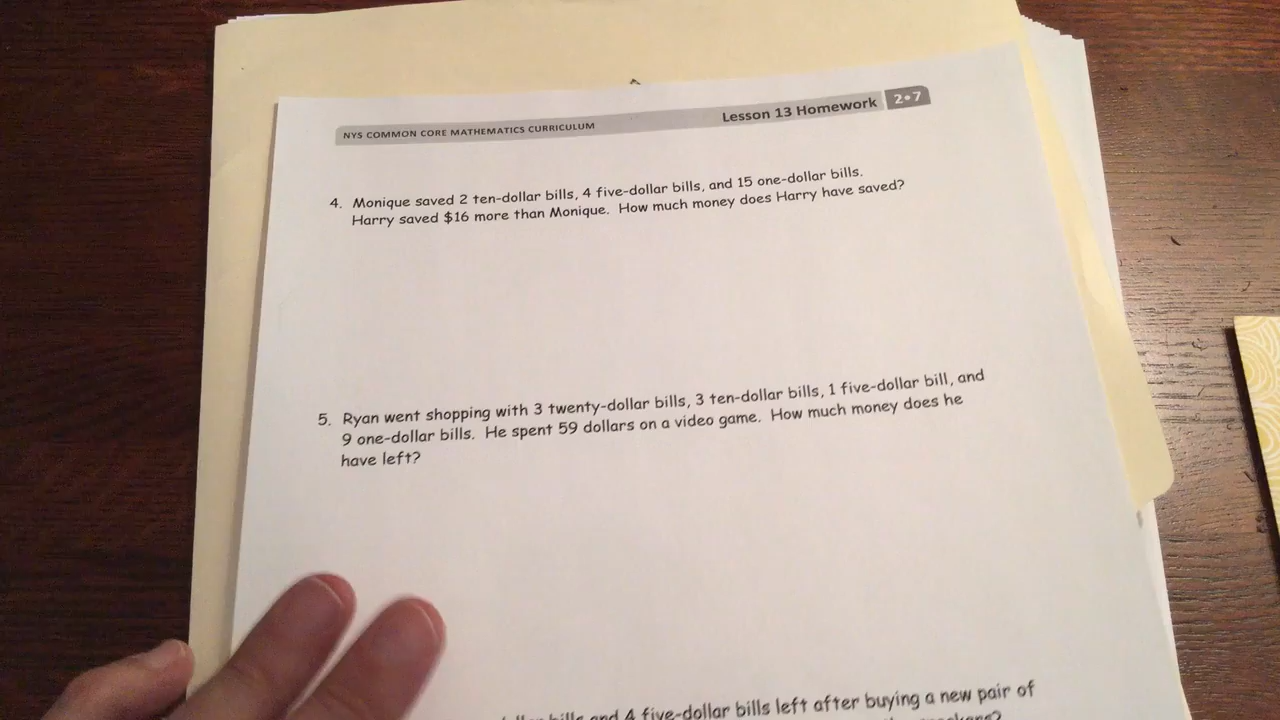 NYS COMMON CORE MATHEMATICS CURRICULUM Lesson 13 Homework 2•7
4. Monique saved 2 ten-dollar bills, 4 five-dollar bills, and 15 one-dollar bills.
Harry saved $16 more than Monique. How much money does Harry have saved?
5. Ryan went shopping with 3 twenty-dollar bills, 3 ten-dollar bills, 1 five-dollar bill, and
9 one-dollar bills. He spent 59 dollars on a video game. How much money does he
have left?
bills and 4 five-dollar bills left after buying a new pair of